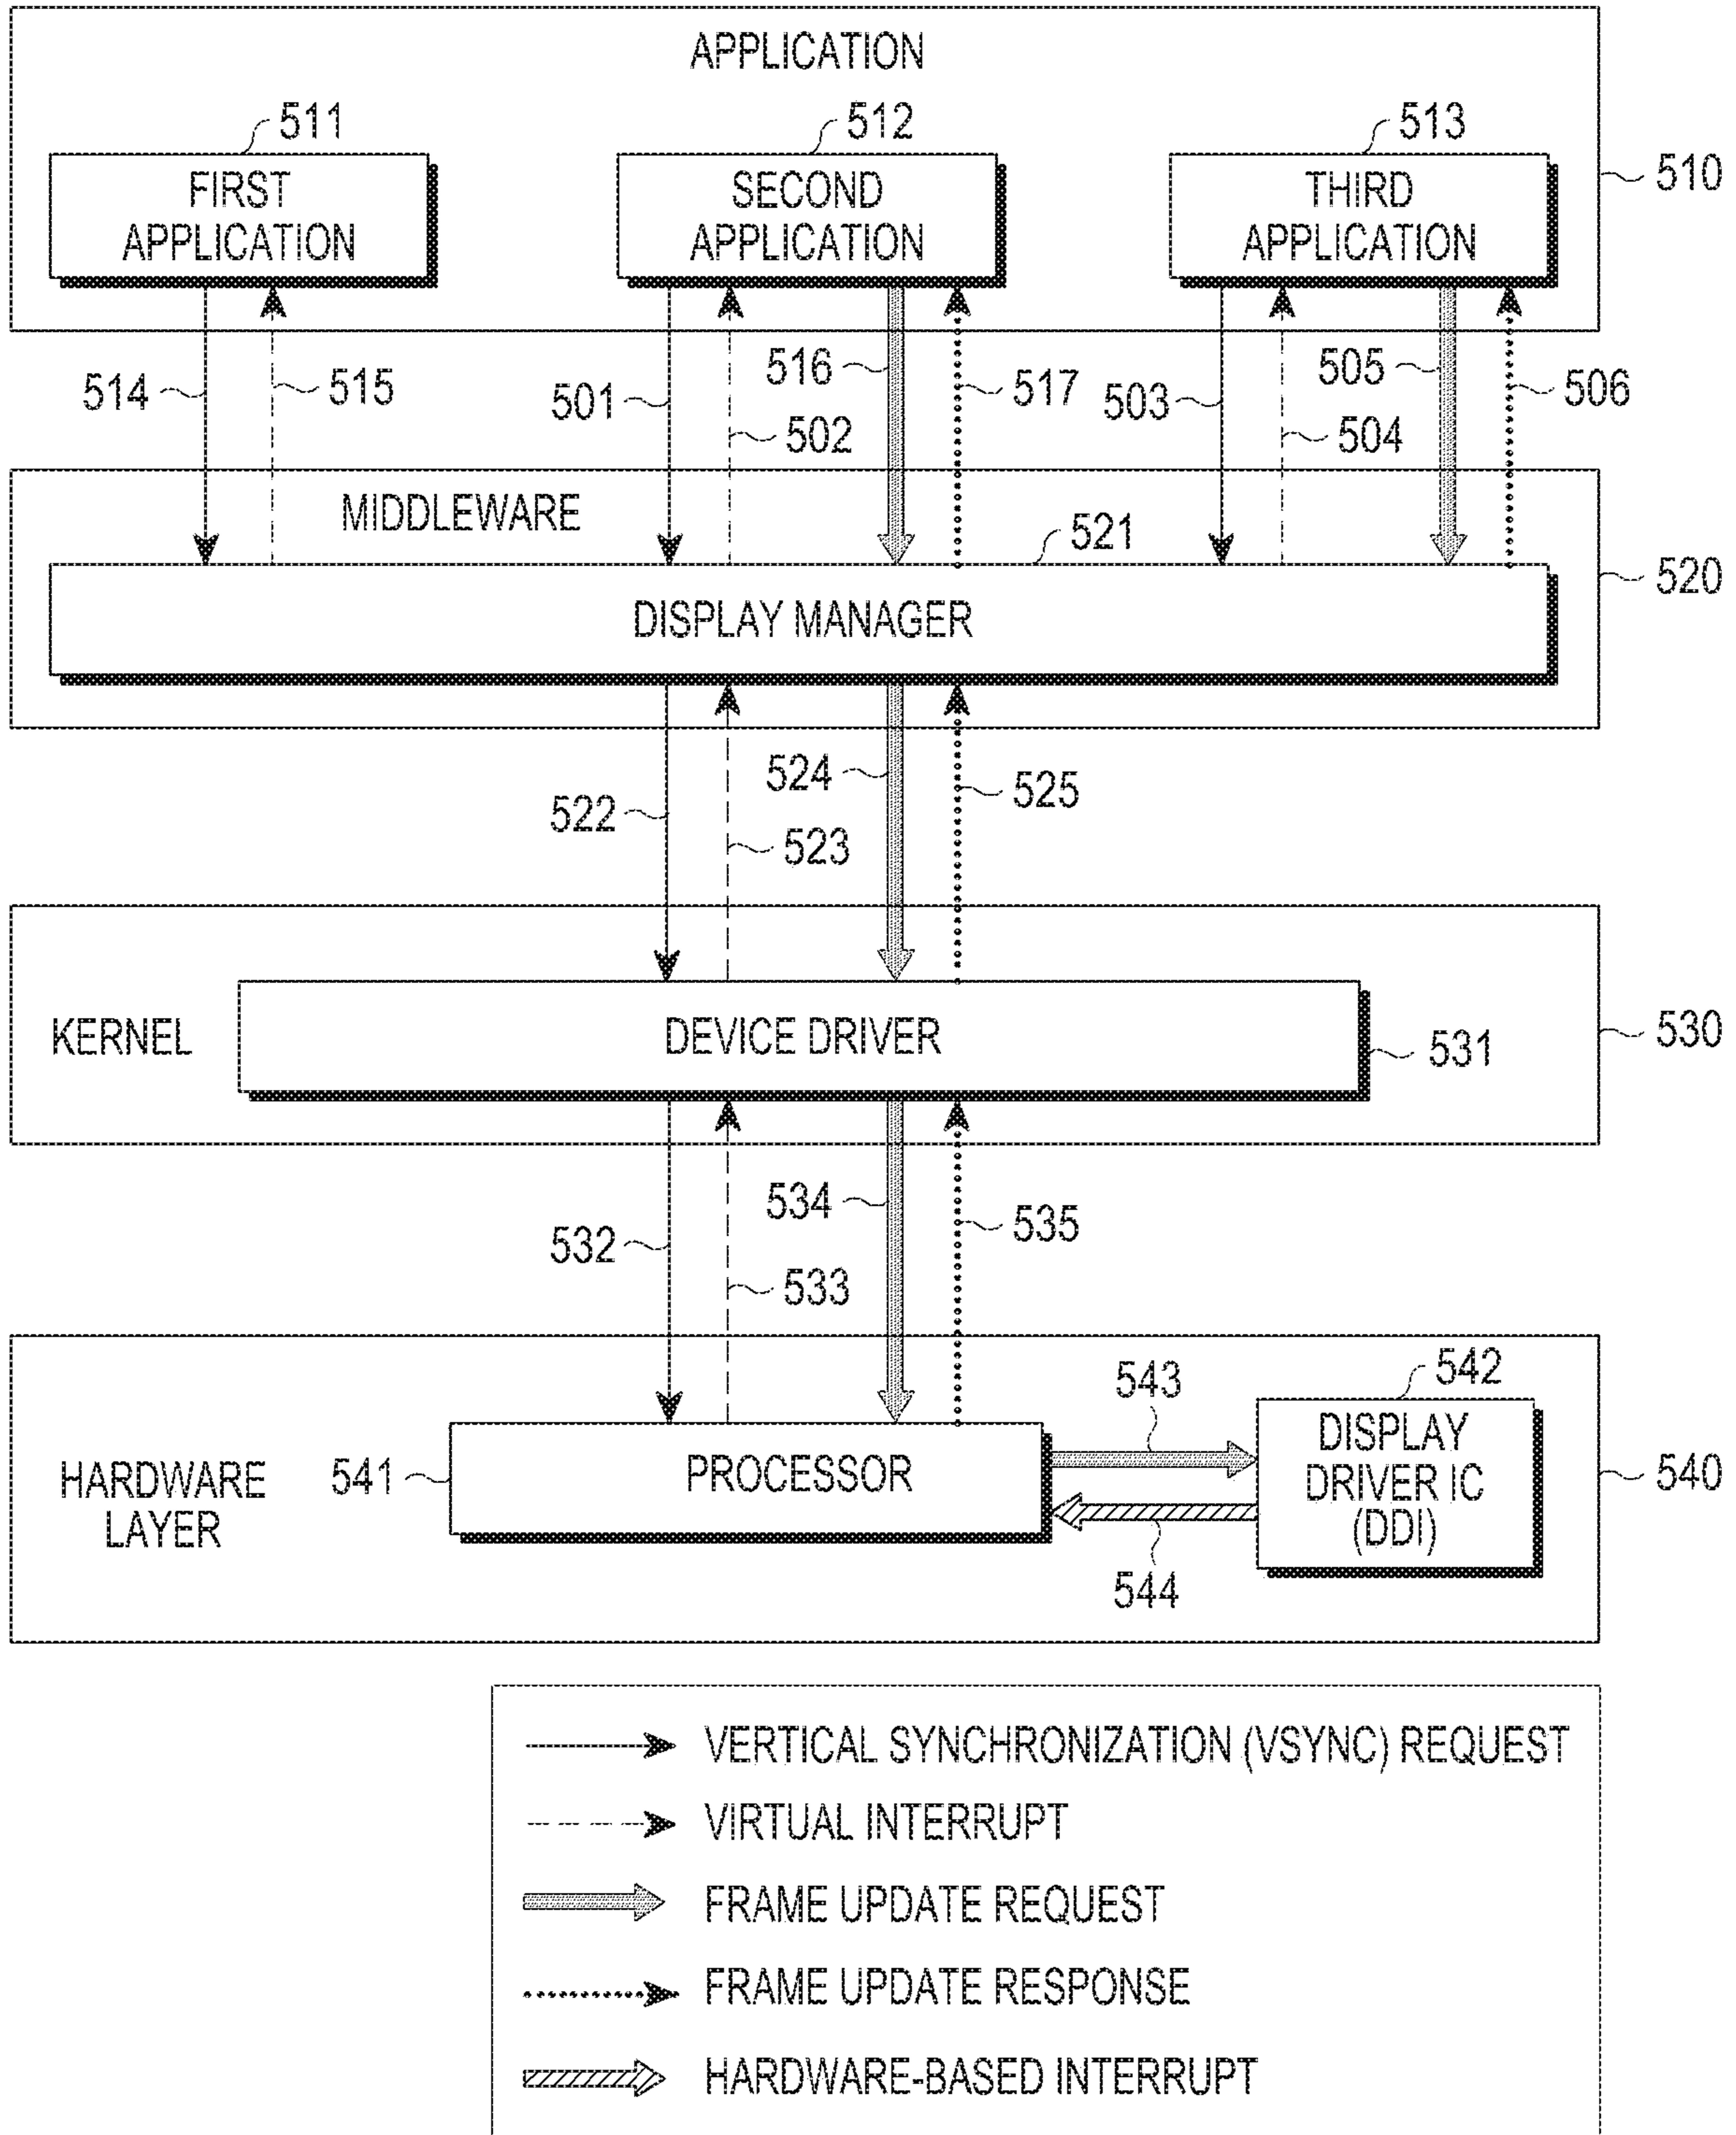 APPLICATION
511
512
513
FIRST
APPLICATION
SECOND
APPLICATION
THIRD
APPLICATION
510
514
515
501
502
516
517
503
504
505
506
MIDDLEWARE
521
520
DISPLAY MANAGER
522
523
524
525
KERNEL
DEVICE DRIVER
531
530
532
533
534
535
HARDWARE
LAYER
541
PROCESSOR
543
544
542
DISPLAY
DRIVER IC
(DDI)
540
VERTICAL SYNCHRONIZATION (VSYNC) REQUEST
VIRTUAL INTERRUPT
FRAME UPDATE REQUEST
FRAME UPDATE RESPONSE
HARDWARE-BASED INTERRUPT